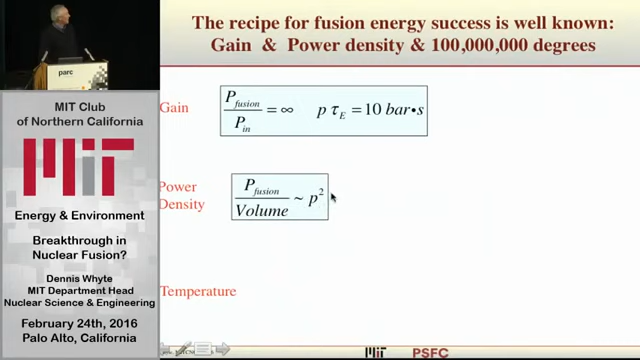 The recipe for fusion energy success is well known:
Gain & Power density & 100,000,000 degrees
parc
Gain
P_fusion / P_in = ∞ p τ_E = 10 bar•s
Power
Density
P_fusion / Volume ~ p²
Temperature
MIT Club
of Northern California
MIT
Energy & Environment
Breakthrough in
Nuclear Fusion?
Dennis Whyte
MIT Department Head
Nuclear Science & Engineering
February 24th, 2016
Palo Alto, California
PSFC